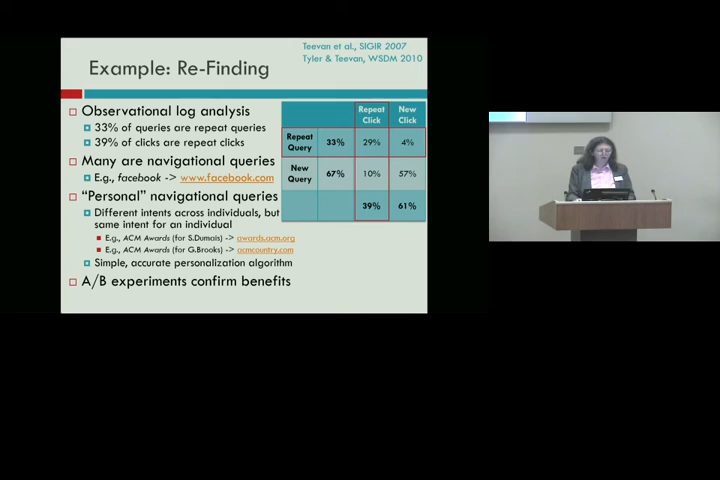 Teevan et al., SIGIR 2007
Tyler & Teevan, WSDM 2010
Example: Re-Finding
Observational log analysis
33% of queries are repeat queries
39% of clicks are repeat clicks
Many are navigational queries
E.g., facebook -> www.facebook.com
"Personal" navigational queries
Different intents across individuals, but
same intent for an individual
E.g., ACM Awards (for S.Dumais) -> awards.acm.org
E.g., ACM Awards (for G.Brooks) -> acmcountry.com
Simple, accurate personalization algorithm
A/B experiments confirm benefits
Repeat Click New Click
Repeat Query 33% 29% 4%
New Query 67% 10% 57%
39% 61%